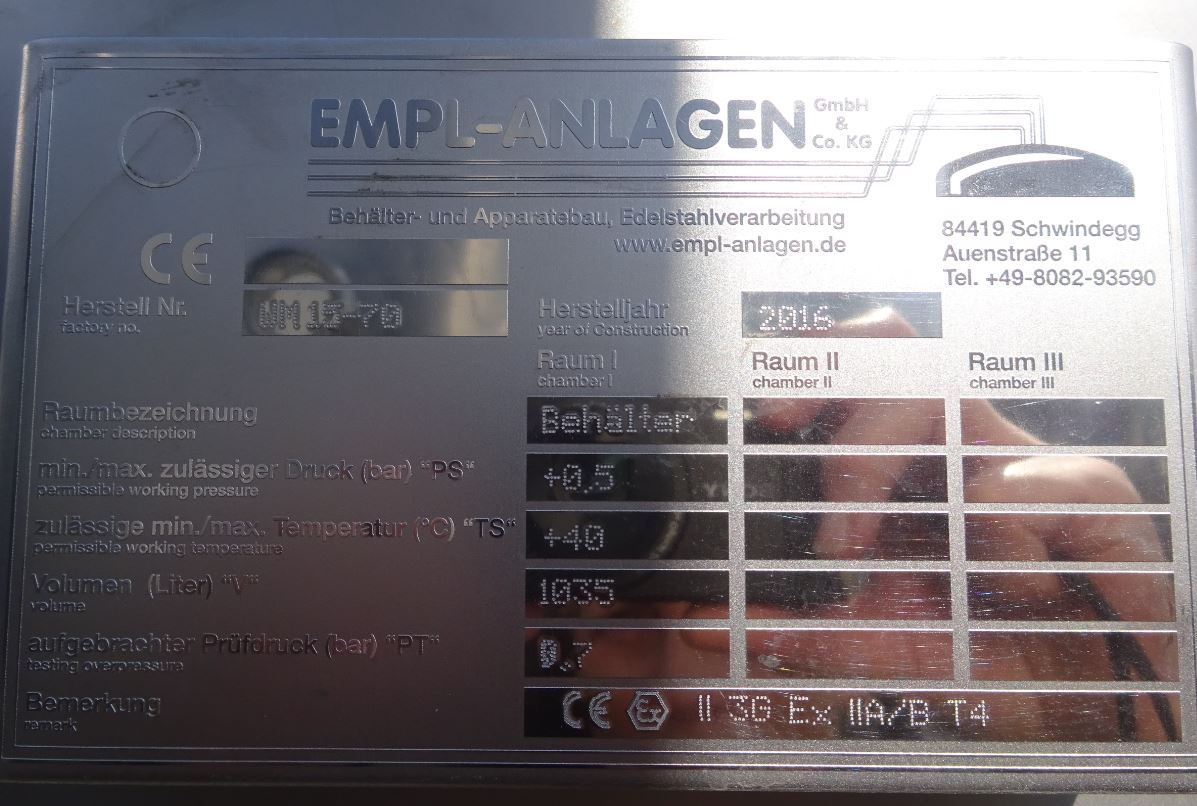 EMPL-ANLAGEN GmbH & Co. KG
Behälter- und Apparatebau, Edelstahlverarbeitung
www.empl-anlagen.de
84419 Schwindegg
Auenstraße 11
Tel. +49-8082-93590
CE
Herstell Nr. WM 15-70
factory no.
Herstelljahr 2016
year of Construction
Raum I Raum II Raum III
chamber I chamber II chamber III
Raumbezeichnung Behälter
chamber description
min./max. zulässiger Druck (bar) "PS" +0.5
permissible working pressure
zulässige min./max. Temperatur (°C) "TS" +40
permissible working temperature
Volumen (Liter) "V" 1035
volume
aufgebrachter Prüfdruck (bar) "PT" 0.7
testing overpressure
Bemerkung CE Ex II 3G Ex IIA/B T4
remark